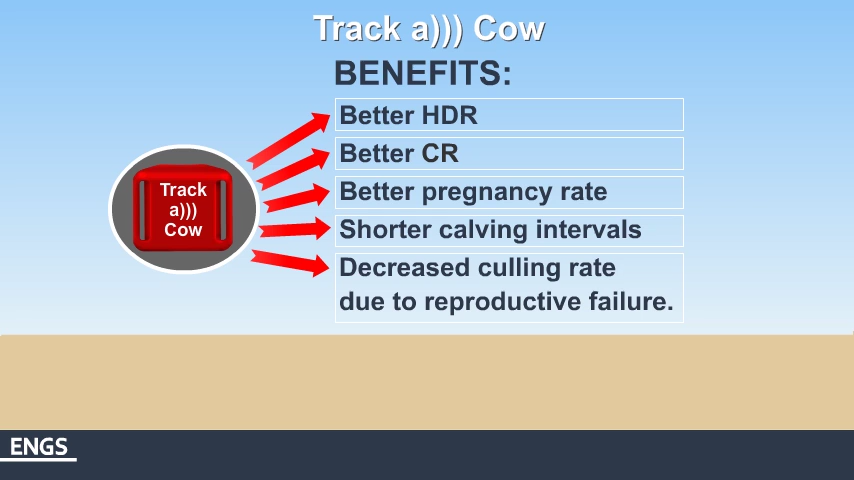 Track a))) Cow
BENEFITS:
Better HDR
Better CR
Track
a)))
Cow
Better pregnancy rate
Shorter calving intervals
Decreased culling rate
due to reproductive failure.
ENGS